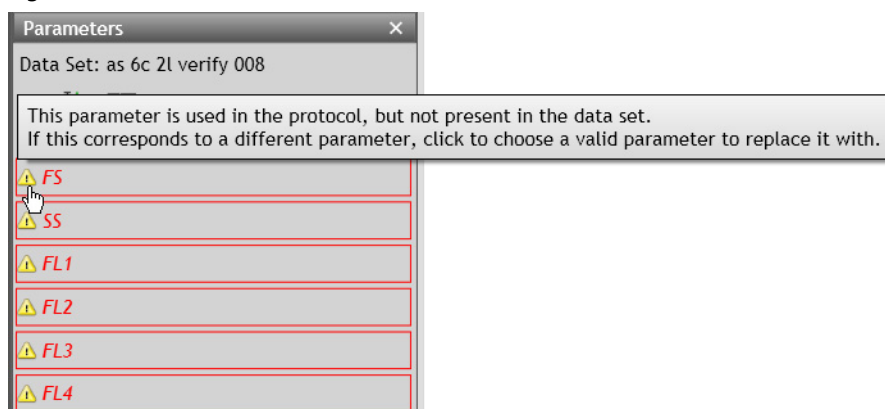 Parameters
Data Set: as 6c 2l verify 008
This parameter is used in the protocol, but not present in the data set.
If this corresponds to a different parameter, click to choose a valid parameter to replace it with.
FS
SS
FL1
FL2
FL3
FL4